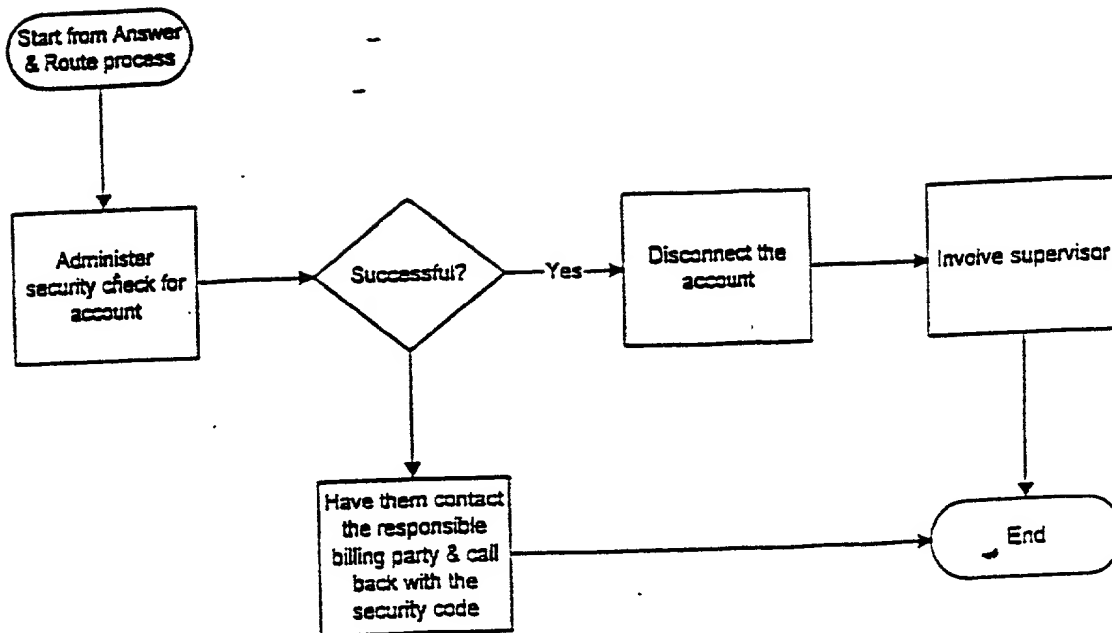 Start from Answer
& Route process
Administer
security check for
account
Successful?
Yes
Disconnect the
account
Involve supervisor
Have them contact
the responsible
billing party & call
back with the
security code
End